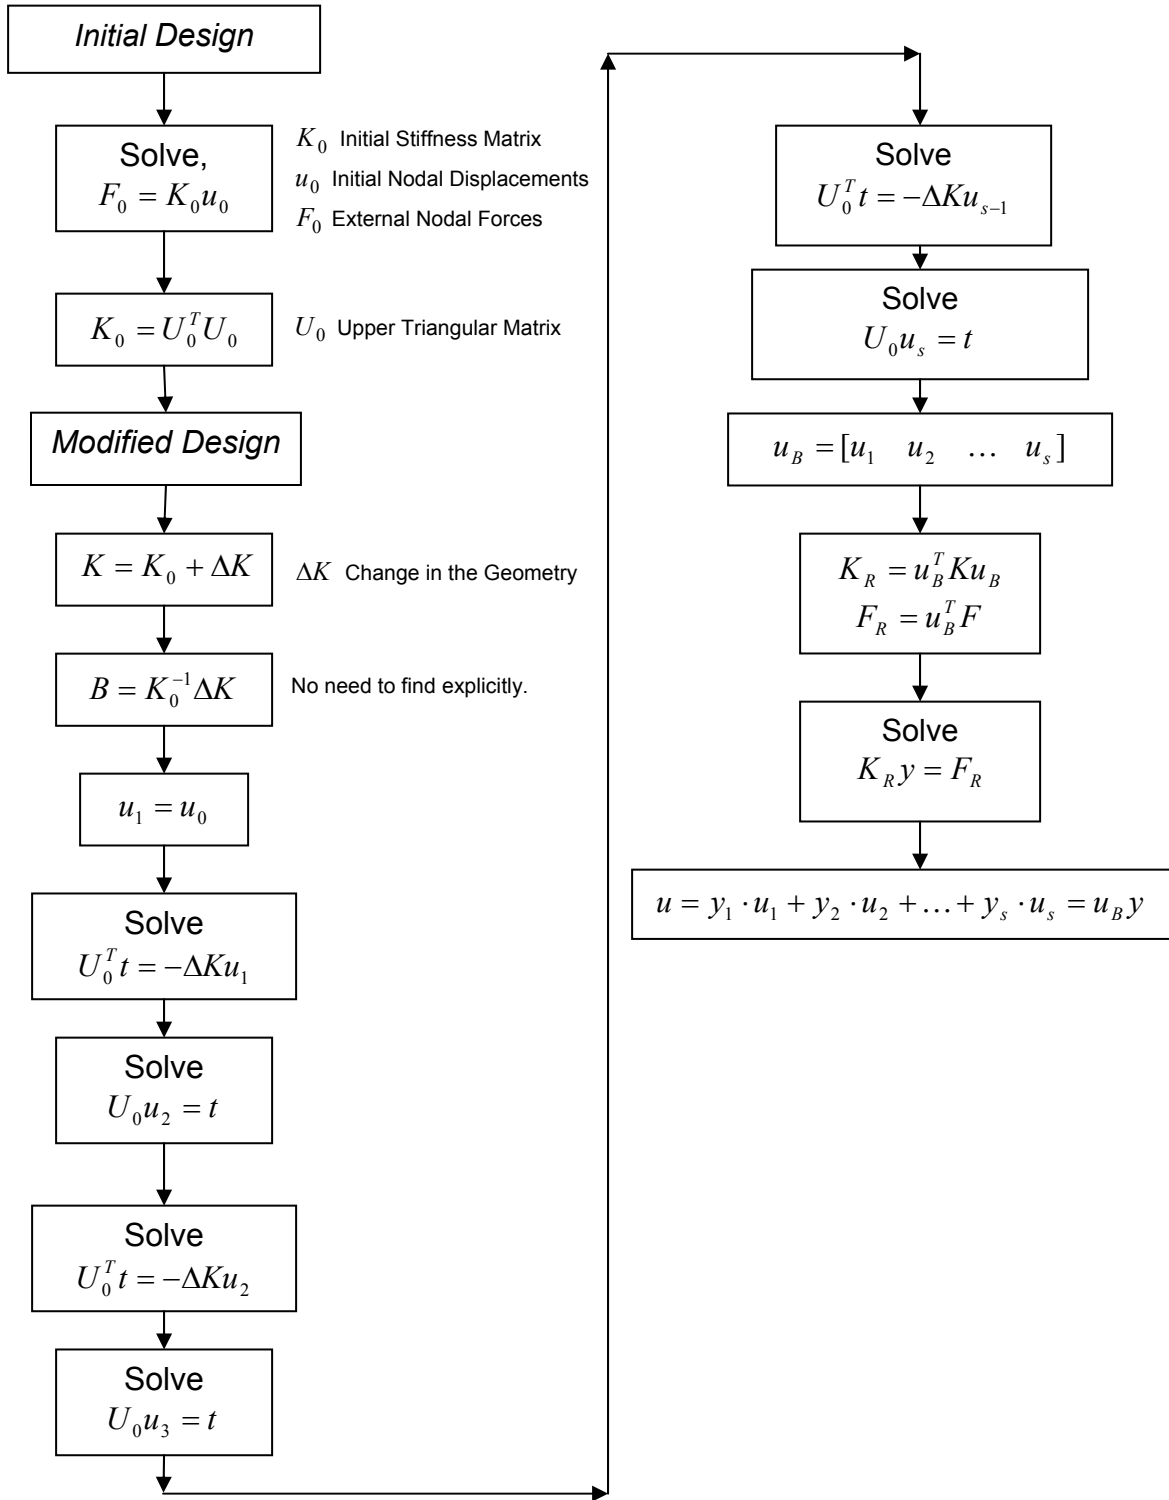 Initial Design
Solve,
F_0 = K_0 u_0
K_0 Initial Stiffness Matrix
u_0 Initial Nodal Displacements
F_0 External Nodal Forces
K_0 = U_0^T U_0
U_0 Upper Triangular Matrix
Modified Design
K = K_0 + ΔK
ΔK Change in the Geometry
B = K_0^{-1} ΔK
No need to find explicitly.
u_1 = u_0
Solve
U_0^T t = −ΔK u_1
Solve
U_0 u_2 = t
Solve
U_0^T t = −ΔK u_2
Solve
U_0 u_3 = t
Solve
U_0^T t = −ΔK u_{s−1}
Solve
U_0 u_s = t
u_B = [u_1 u_2 … u_s]
K_R = u_B^T K u_B
F_R = u_B^T F
Solve
K_R y = F_R
u = y_1 · u_1 + y_2 · u_2 + … + y_s · u_s = u_B y